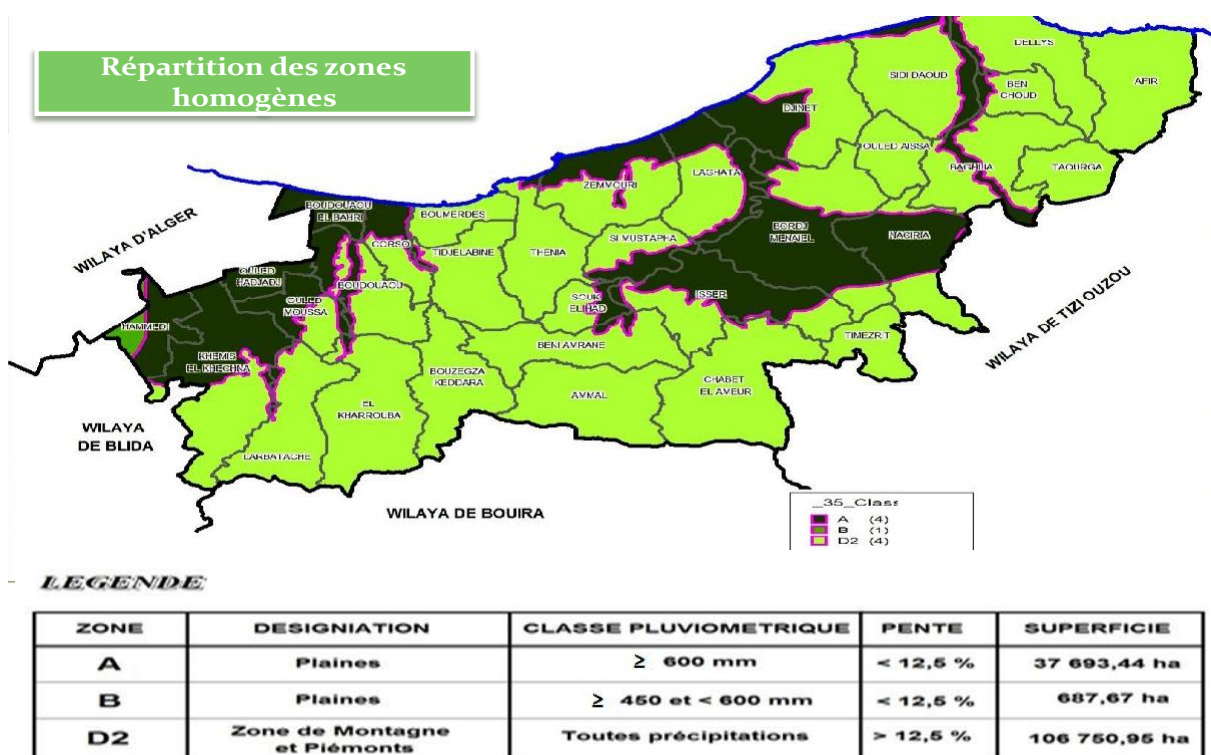 Répartition des zones
homogènes
DELLYS
SIDI DAOUD
AFIR
BEN
CHOUD
DJINET
OULED AISSA
BAGHLIA
TAOURGA
LAGHATA
ZEMMOURI
BOUDOUAOU
EL BAHRI
BOUMERDES
CORSO
TIDJELABINE
THENIA
SI MUSTAPHA
BORDJ
MENAIEL
NACIRIA
WILAYA D'ALGER
OULED
HADJADJ
BOUDOUAOU
OULED
MOUSSA
SOUK
EL HAD
ISSER
HAMMEDI
KHEMIS
EL KHECHNA
BENI AMRANE
TIMEZRIT
WILAYA DE TIZI OUZOU
BOUZEGZA
KEDDARA
AMMAL
CHABET
EL AMEUR
EL
KHARROUBA
WILAYA
DE BLIDA
LARBATACHE
WILAYA DE BOUIRA
_35_Class
A (4)
B (1)
D2 (4)
LEGENDE
ZONE DESIGNIATION CLASSE PLUVIOMETRIQUE PENTE SUPERFICIE
A Plaines ≥ 600 mm < 12,5 % 37 693,44 ha
B Plaines ≥ 450 et < 600 mm < 12,5 % 687,67 ha
D2 Zone de Montagne
et Piémonts Toutes précipitations > 12,5 % 106 750,95 ha